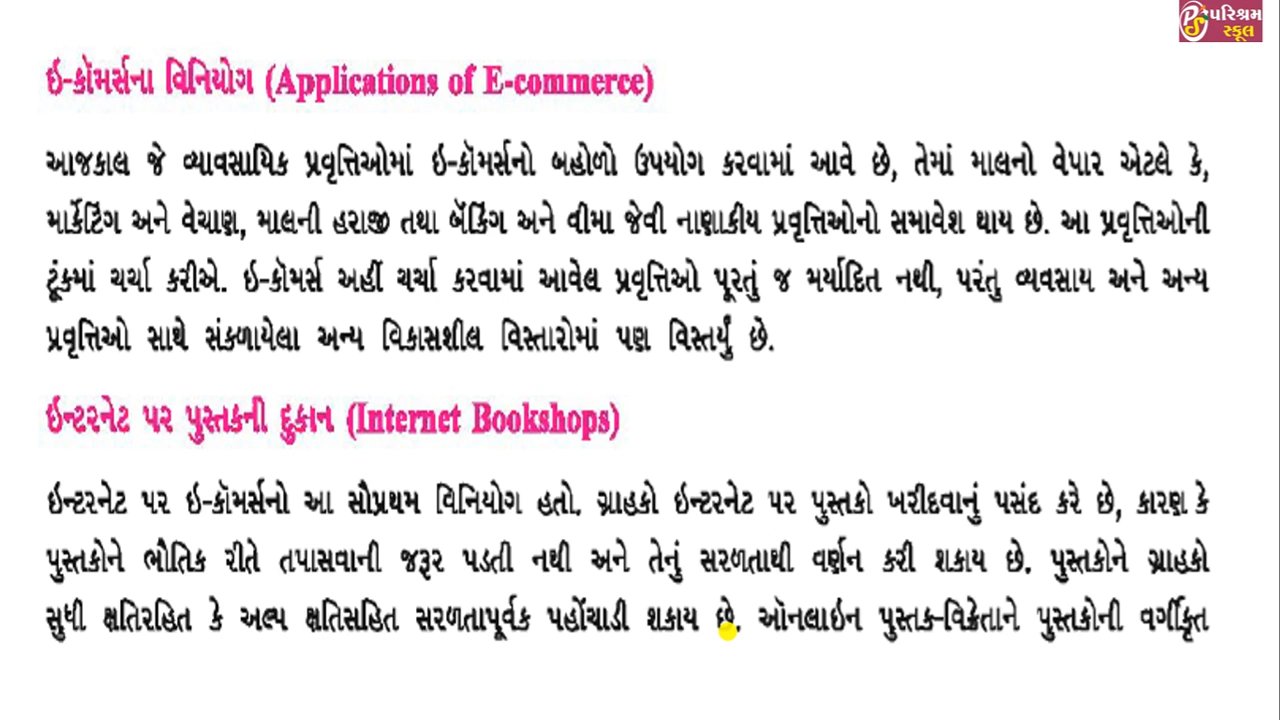 પરિશ્રમ
સ્કૂલ
ઇ-કૉમર્સના વિનિયોગ (Applications of E-commerce)
આજકાલ જે વ્યાવસાયિક પ્રવૃત્તિઓમાં ઇ-કૉમર્સનો બહોળો ઉપયોગ કરવામાં આવે છે, તેમાં માલનો વેપાર એટલે કે,
માર્કેટિંગ અને વેચાણ, માલની હરાજી તથા બૅંકિંગ અને વીમા જેવી નાણાકીય પ્રવૃત્તિઓનો સમાવેશ થાય છે. આ પ્રવૃત્તિઓની
ટૂંકમાં ચર્ચા કરીએ. ઇ-કૉમર્સ અહીં ચર્ચા કરવામાં આવેલ પ્રવૃત્તિઓ પૂરતું જ મર્યાદિત નથી, પરંતુ વ્યવસાય અને અન્ય
પ્રવૃત્તિઓ સાથે સંકળાયેલા અન્ય વિકાસશીલ વિસ્તારોમાં પણ વિસ્તર્યું છે.
ઇન્ટરનેટ પર પુસ્તકની દુકાન (Internet Bookshops)
ઇન્ટરનેટ પર ઇ-કૉમર્સનો આ સૌપ્રથમ વિનિયોગ હતો. ગ્રાહકો ઇન્ટરનેટ પર પુસ્તકો ખરીદવાનું પસંદ કરે છે, કારણ કે
પુસ્તકોને ભૌતિક રીતે તપાસવાની જરૂર પડતી નથી અને તેનું સરળતાથી વર્ણન કરી શકાય છે. પુસ્તકોને ગ્રાહકો
સુધી ક્ષતિરહિત કે અલ્પ ક્ષતિસહિત સરળતાપૂર્વક પહોંચાડી શકાય છે. ઑનલાઇન પુસ્તક-વિક્રેતાને પુસ્તકોની વર્ગીકૃત